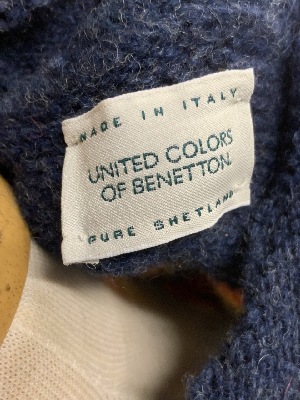 MADE IN ITALY
UNITED COLORS
OF BENETTON.
PURE SHETLAND